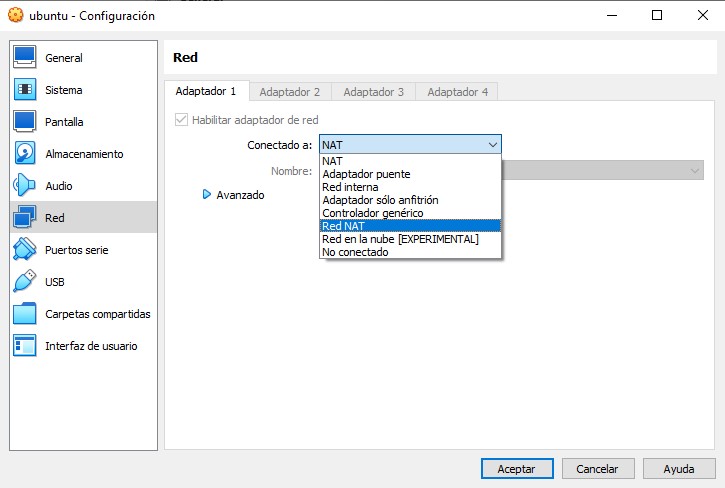 ubuntu - Configuración
General
Sistema
Pantalla
Almacenamiento
Audio
Red
Puertos serie
USB
Carpetas compartidas
Interfaz de usuario
Red
Adaptador 1 Adaptador 2 Adaptador 3 Adaptador 4
Habilitar adaptador de red
Conectado a: NAT
Nombre:
Avanzado
NAT
Adaptador puente
Red interna
Adaptador sólo anfitrión
Controlador genérico
Red NAT
Red en la nube [EXPERIMENTAL]
No conectado
Aceptar Cancelar Ayuda